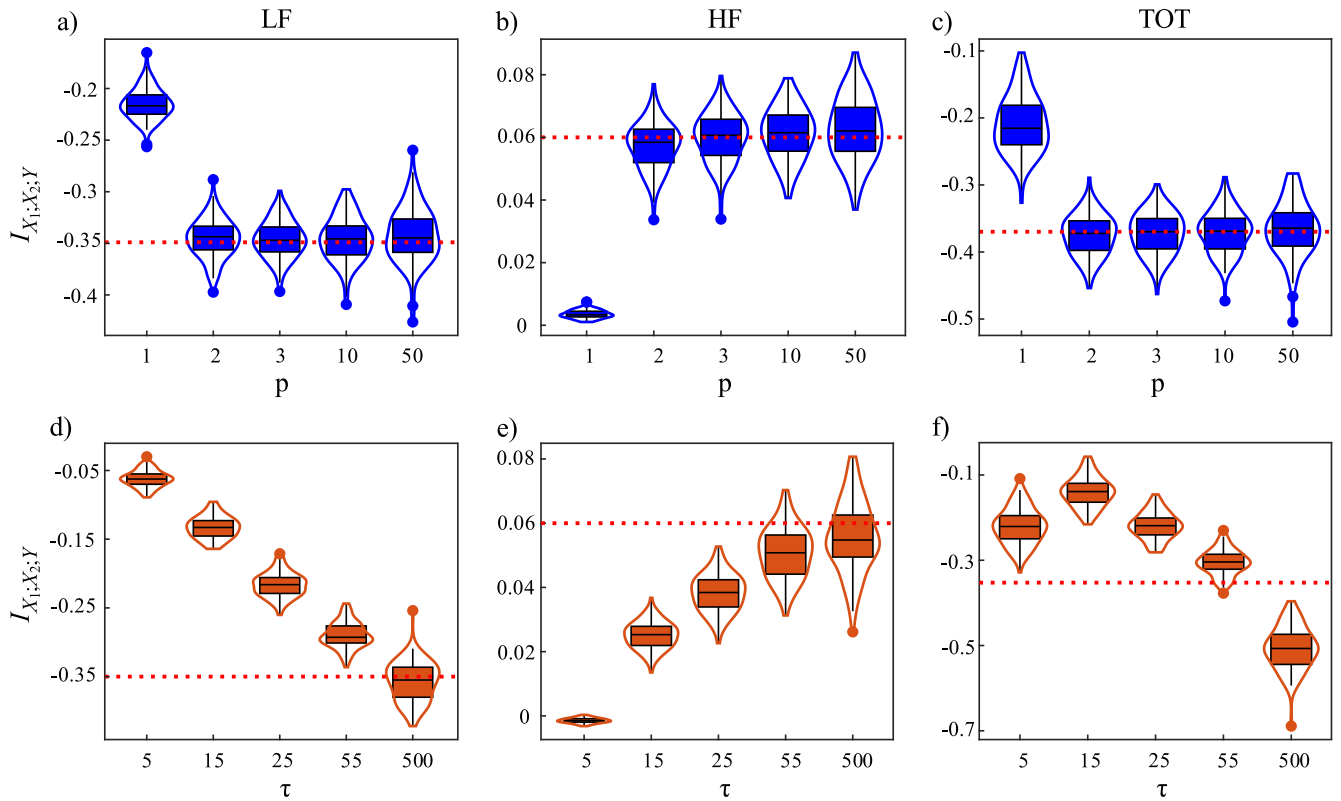 a) LF b) HF c) TOT
I_{X₁;X₂;Y}
-0.2
-0.25
-0.3
-0.35
-0.4
1 2 3 10 50
p
0.08
0.06
0.04
0.02
0
1 2 3 10 50
p
-0.1
-0.2
-0.3
-0.4
-0.5
1 2 3 10 50
p
d) e) f)
I_{X₁;X₂;Y}
-0.05
-0.15
-0.25
-0.35
5 15 25 55 500
τ
0.08
0.06
0.04
0.02
0
5 15 25 55 500
τ
-0.1
-0.3
-0.5
-0.7
5 15 25 55 500
τ